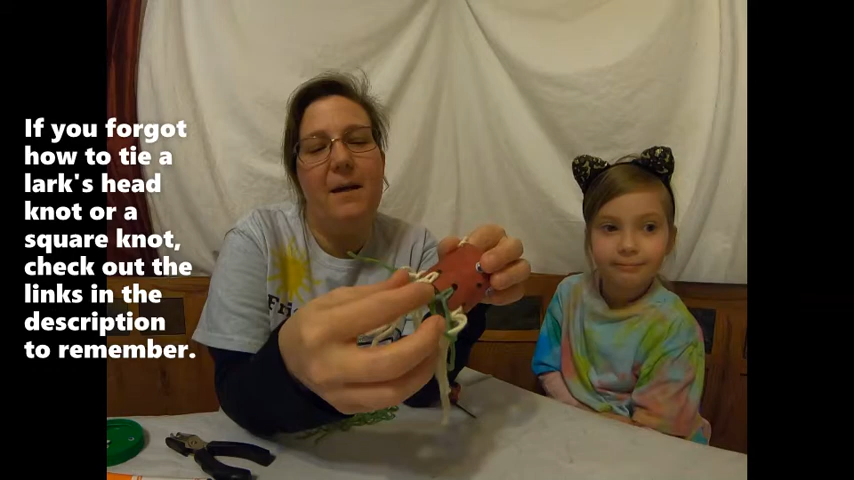 If you forgot
how to tie a
lark's head
knot or a
square knot,
check out the
links in the
description
to remember.
Fri